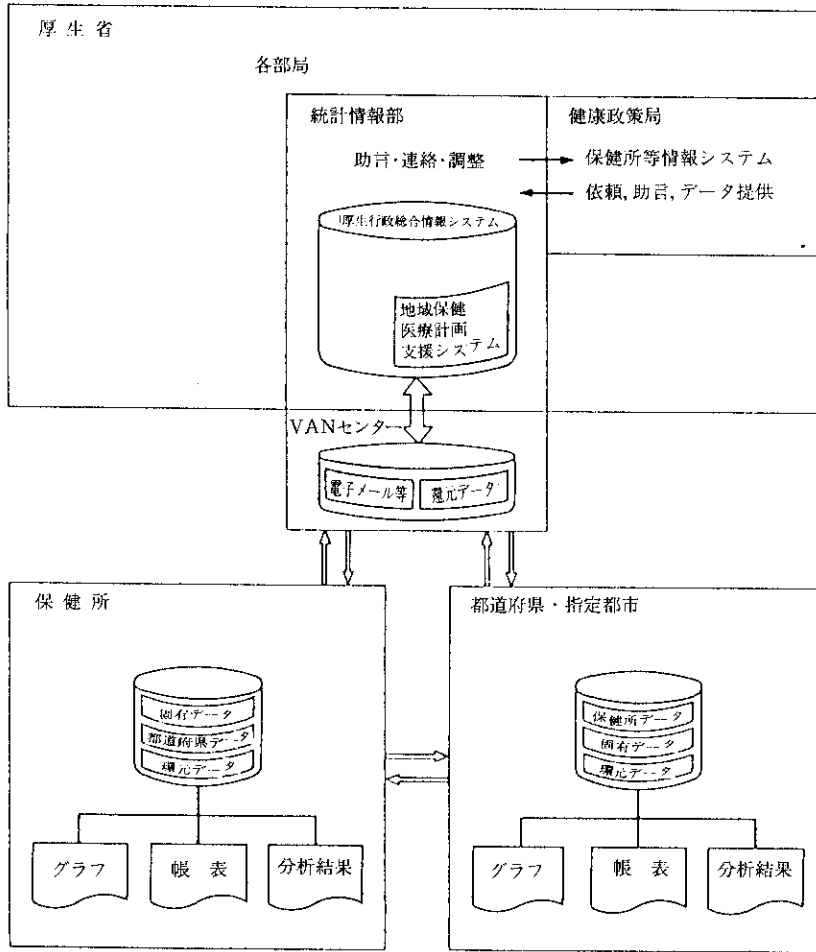 厚生省
各部局
統計情報部
健康政策局
助言・連絡・調整
保健所等情報システム
依頼,助言,データ提供
厚生行政総合情報システム
地域保健
医療計画
支援システム
VANセンター
電子メール等
還元データ
保健所
固有データ
都道府県データ
還元データ
グラフ
帳表
分析結果
都道府県・指定都市
保健所データ
固有データ
還元データ
グラフ
帳表
分析結果